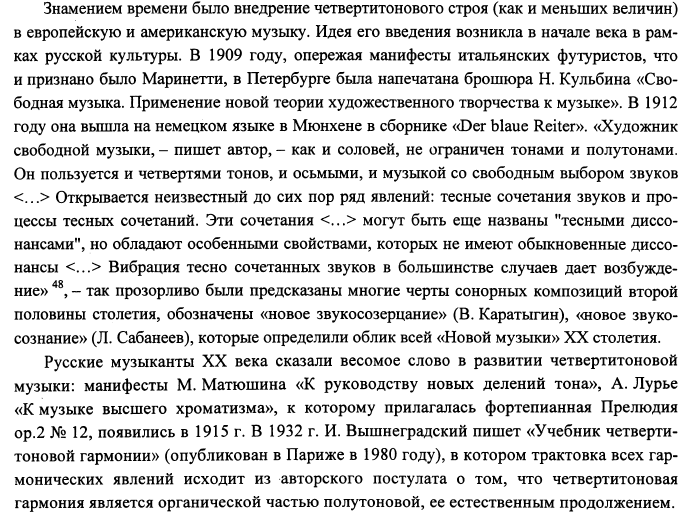 Знамением времени было внедрение четвертитонового строя (как и меньших величин)
в европейскую и американскую музыку. Идея его введения возникла в начале века в рам-
ках русской культуры. В 1909 году, опережая манифесты итальянских футуристов, что
и признано было Маринетти, в Петербурге была напечатана брошюра Н. Кульбина «Сво-
бодная музыка. Применение новой теории художественного творчества к музыке». В 1912
году она вышла на немецком языке в Мюнхене в сборнике «Der blaue Reiter». «Художник
свободной музыки, – пишет автор, – как и соловей, не ограничен тонами и полутонами.
Он пользуется и четвертями тонов, и осьмыми, и музыкой со свободным выбором звуков
<...> Открывается неизвестный до сих пор ряд явлений: тесные сочетания звуков и про-
цессы тесных сочетаний. Эти сочетания <...> могут быть еще названы "тесными диссо-
нансами", но обладают особенными свойствами, которых не имеют обыкновенные диссо-
нансы <...> Вибрация тесно сочетанных звуков в большинстве случаев дает возбужде-
ние» 48, – так прозорливо были предсказаны многие черты сонорных композиций второй
половины столетия, обозначены «новое звукосозерцание» (В. Каратыгин), «новое звуко-
сознание» (Л. Сабанеев), которые определили облик всей «Новой музыки» XX столетия.
Русские музыканты XX века сказали весомое слово в развитии четвертитоновой
музыки: манифесты М. Матюшина «К руководству новых делений тона», А. Лурье
«К музыке высшего хроматизма», к которому прилагалась фортепианная Прелюдия
ор.2 № 12, появились в 1915 г. В 1932 г. И. Вышнеградский пишет «Учебник четверти-
тоновой гармонии» (опубликован в Париже в 1980 году), в котором трактовка всех гар-
монических явлений исходит из авторского постулата о том, что четвертитоновая
гармония является органической частью полутоновой, ее естественным продолжением.